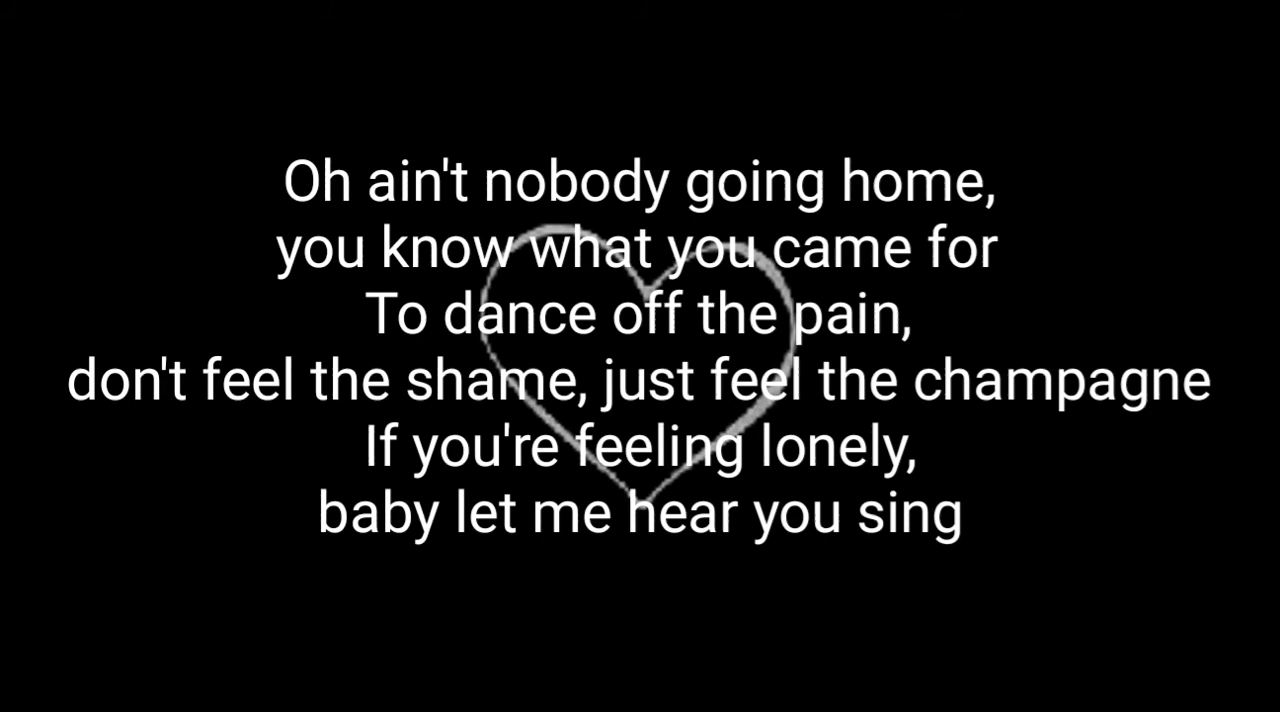 Oh ain't nobody going home,
you know what you came for
To dance off the pain,
don't feel the shame, just feel the champagne
If you're feeling lonely,
baby let me hear you sing